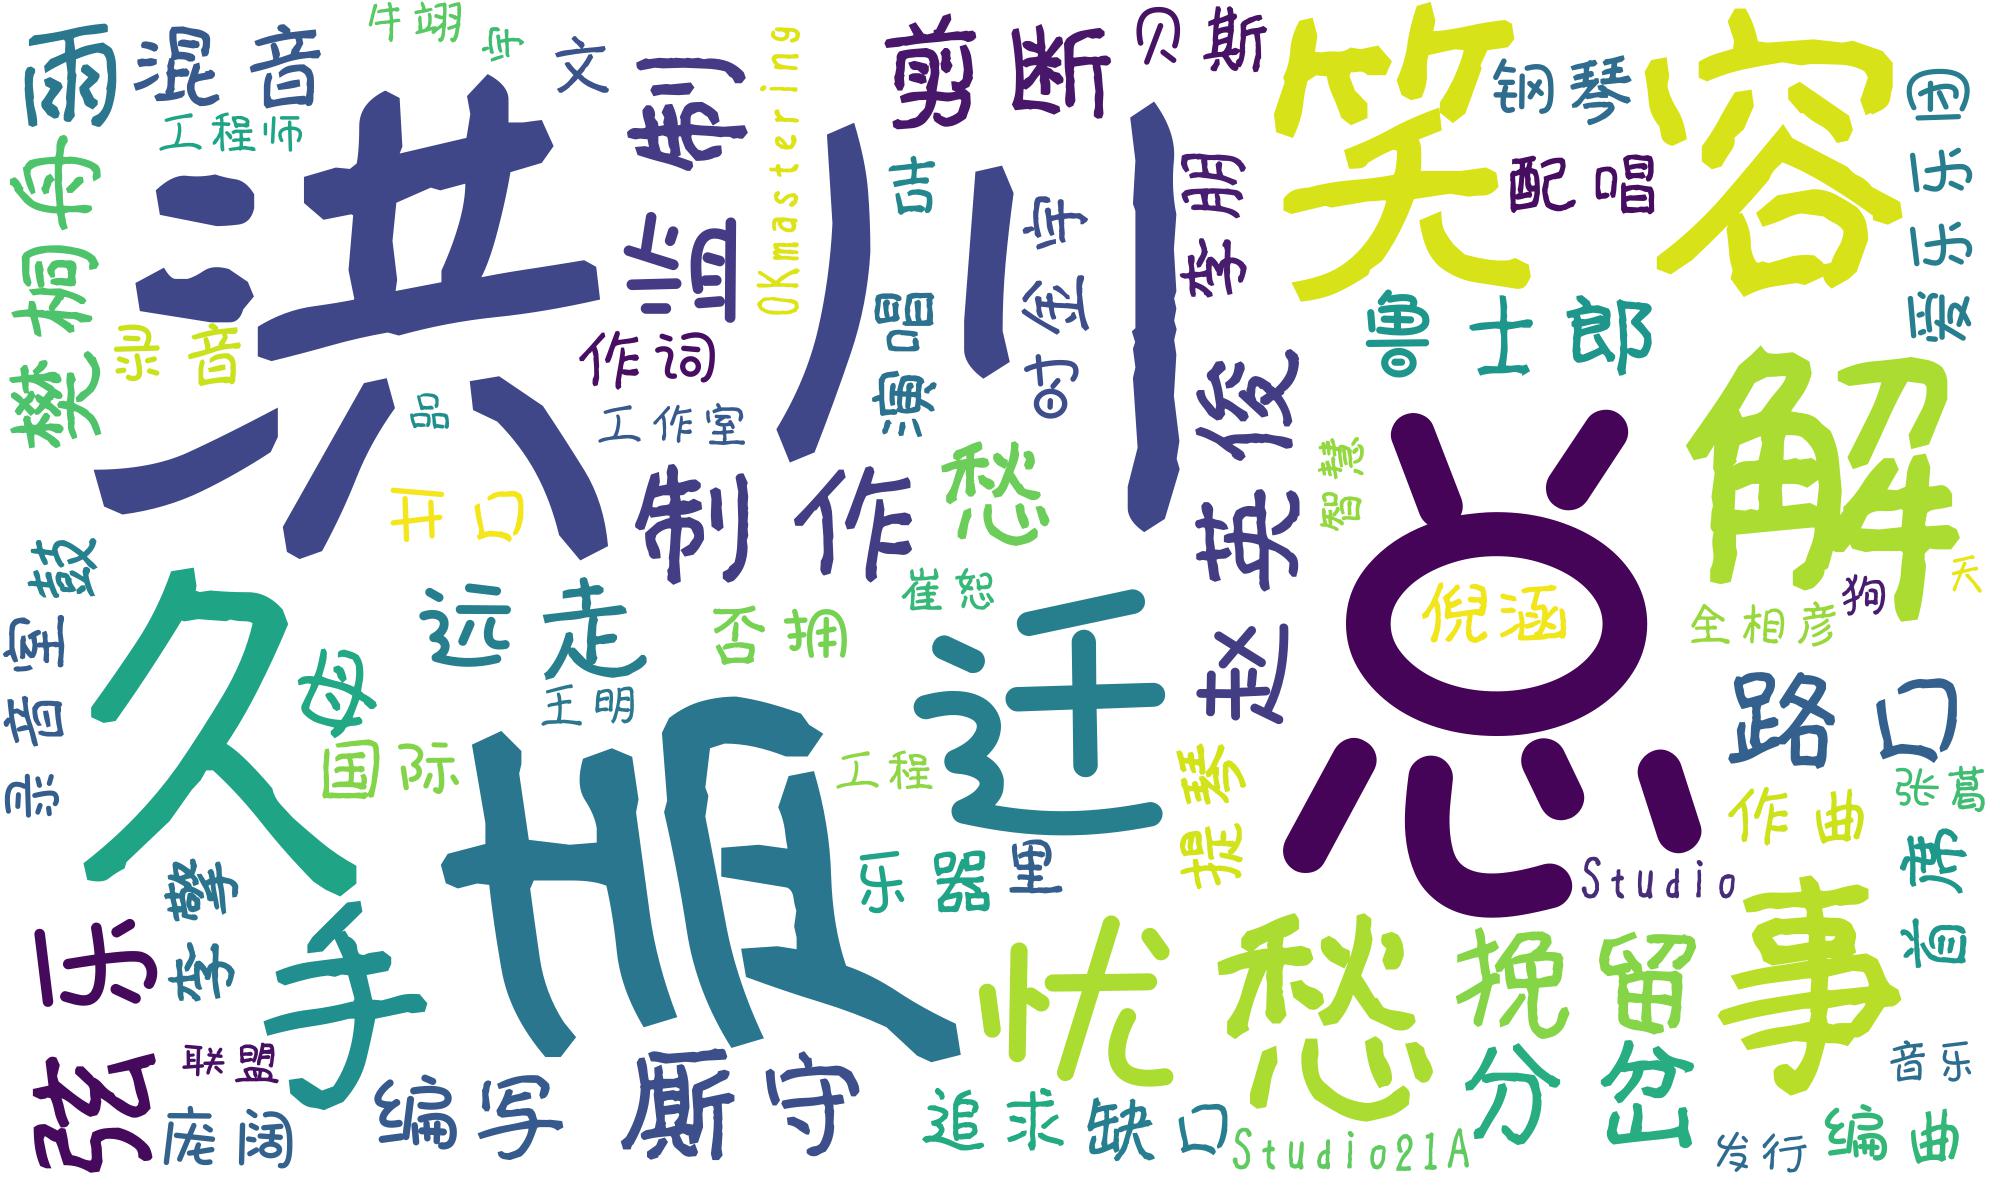 雨
混音
牛翊
字
文
制
监
OKmastering
剪断
贝斯
笑容
钢琴
爱乐乐团
工程师
洪
川
吉
配唱
樊桐舟
李朋
时金字
演唱
鲁士郎
录音
作词
品
工作室
赵英俊
解
开口
制作
愁
智慧
总
倪涵
鼓
久
远走
否拥
崔恕
迁
狗
天
全相彦
录音室
母
王明
路口
国际
版
工程
提琴
张葛
作曲
李擎
乐器
里
Studio
首席
弦乐
手
忧愁
挽留
事
联盟
音乐
庞阔
编写
厮守
追求
缺口
分岔
Studio21A
发行
编曲